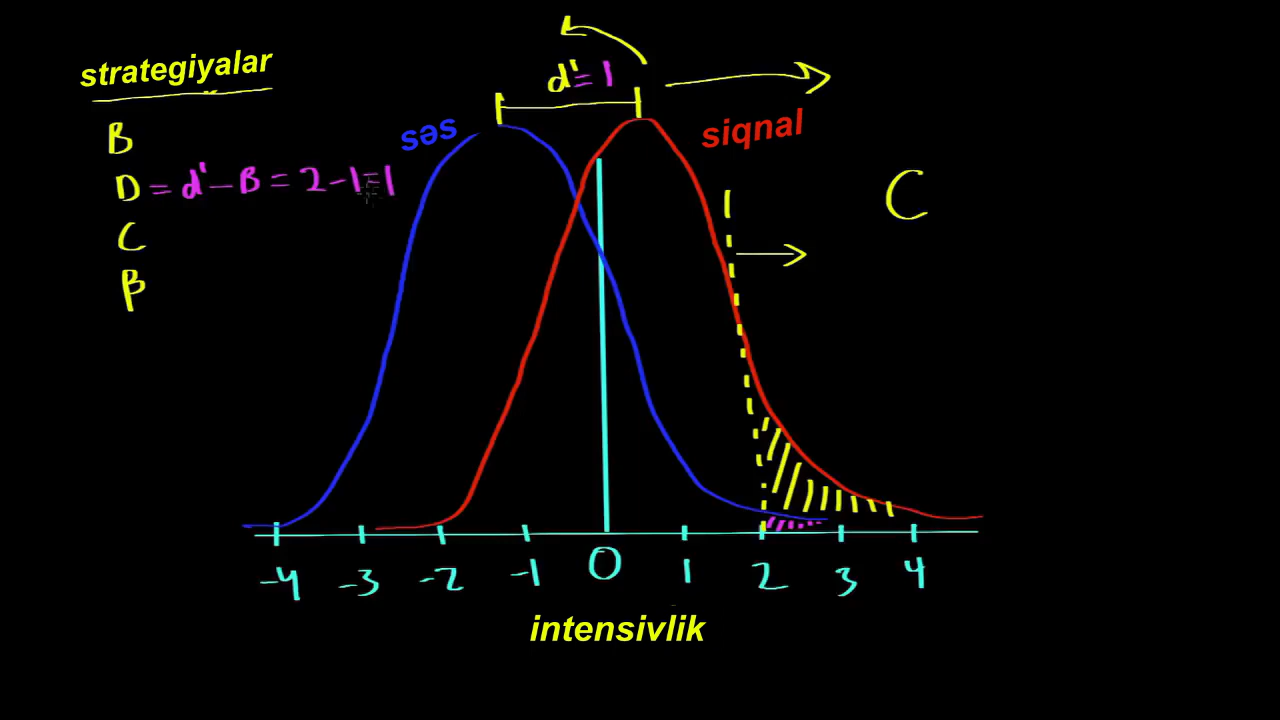 strategiyalar
B
D = d' - B = 2 - 1 = 1
C
β
d' = 1
səs
siqnal
C
-4 -3 -2 -1 0 1 2 3 4
intensivlik